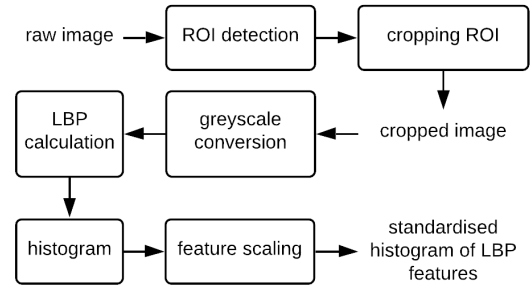 raw image
ROI detection
cropping ROI
cropped image
greyscale
conversion
LBP
calculation
histogram
feature scaling
standardised
histogram of LBP
features